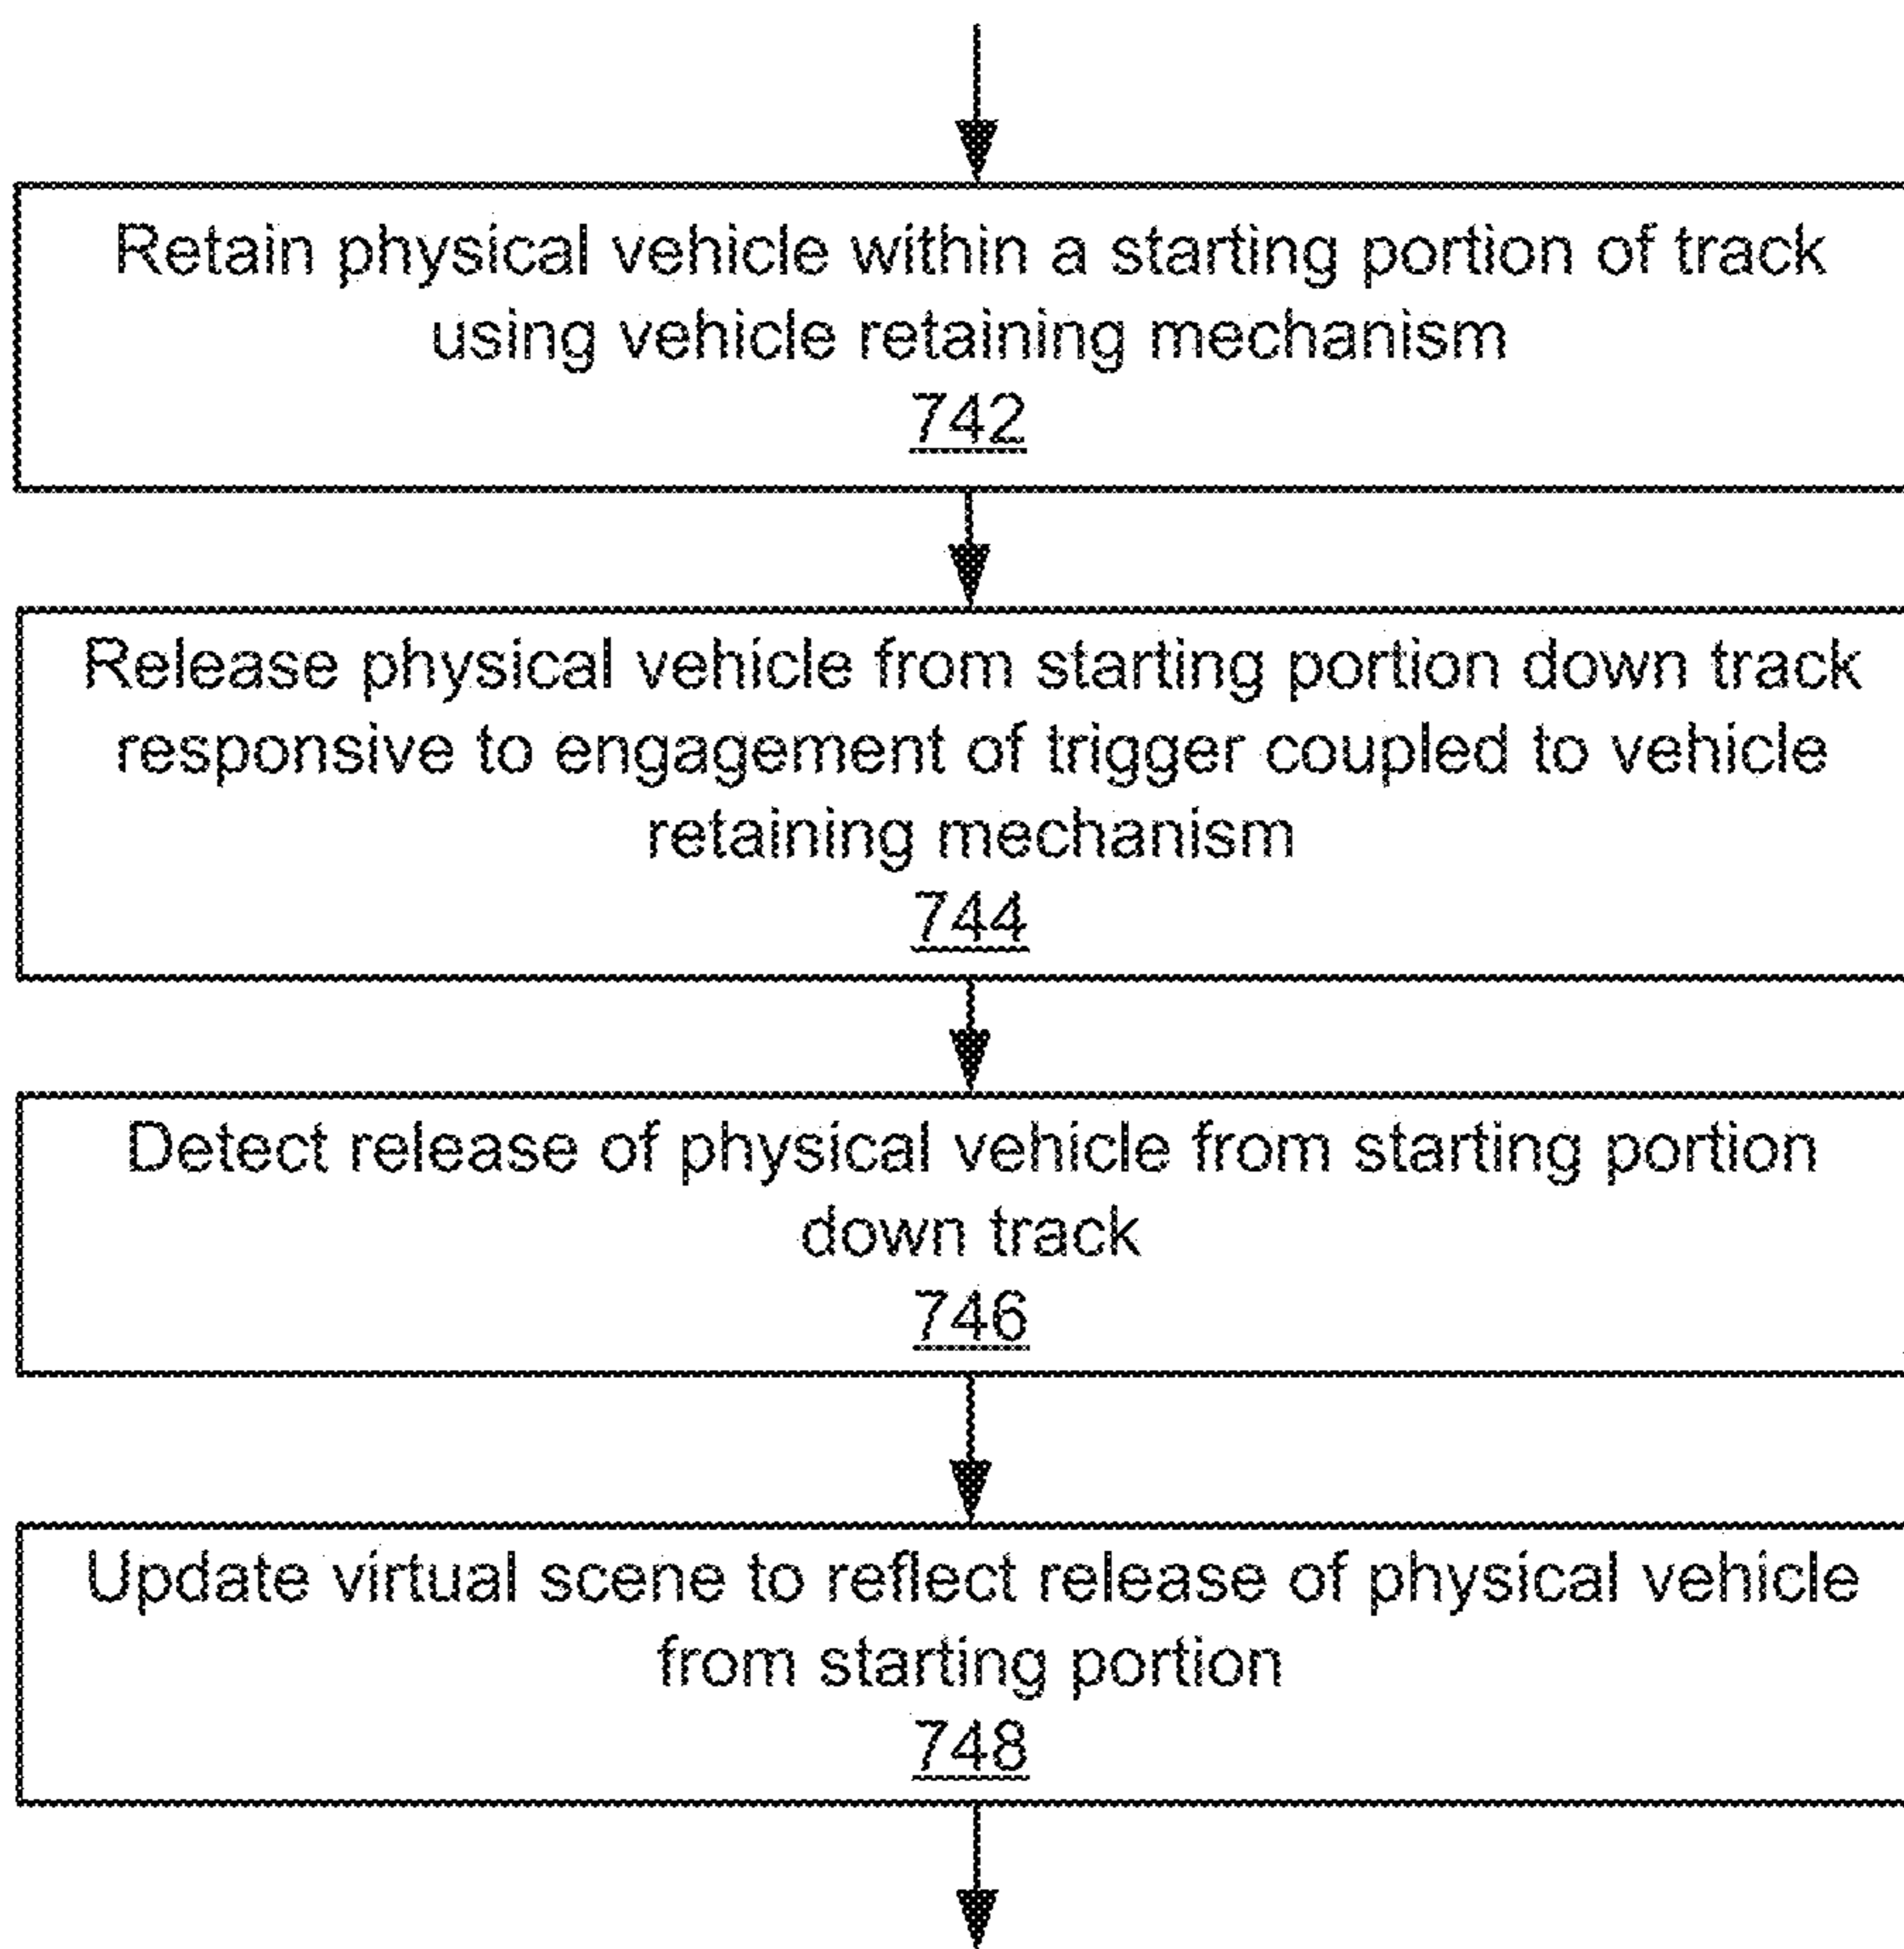 Retain physical vehicle within a starting portion of track
using vehicle retaining mechanism
742
Release physical vehicle from starting portion down track
responsive to engagement of trigger coupled to vehicle
retaining mechanism
744
Detect release of physical vehicle from starting portion
down track
746
Update virtual scene to reflect release of physical vehicle
from starting portion
748